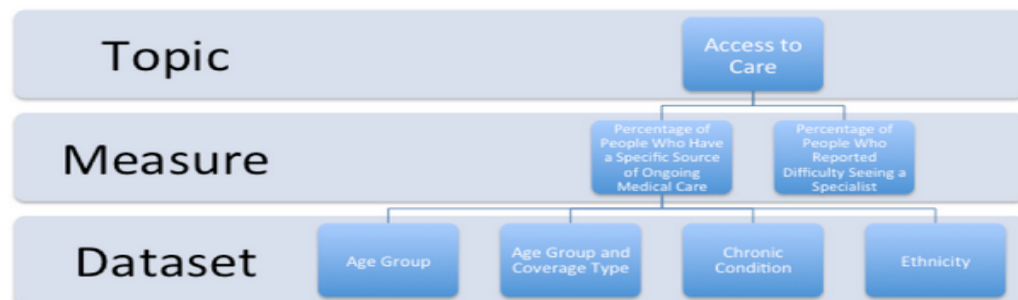 Topic
Access to
Care
Measure
Percentage of
People Who Have
a Specific Source
of Ongoing
Medical Care
Percentage of
People Who
Reported
Difficulty Seeing a
Specialist
Dataset
Age Group
Age Group and
Coverage Type
Chronic
Condition
Ethnicity